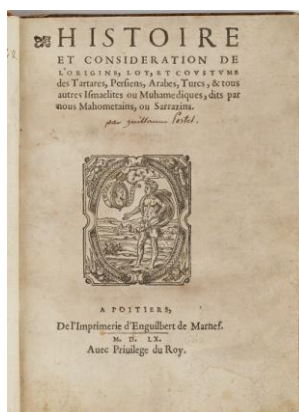 HISTOIRE
ET CONSIDERATION DE
L'ORIGINE, LOY, ET COVSTVME
des Tartares, Persiens, Arabes, Turcs, & tous
autres Ismaelites ou Muhamediques, dits par
nous Mahometains, ou Sarrazins.
par guillaume Postel.
A POITIERS,
De l'Imprimerie d'Enguilbert de Marnef.
M. D. LX.
Auec Priuilege du Roy.